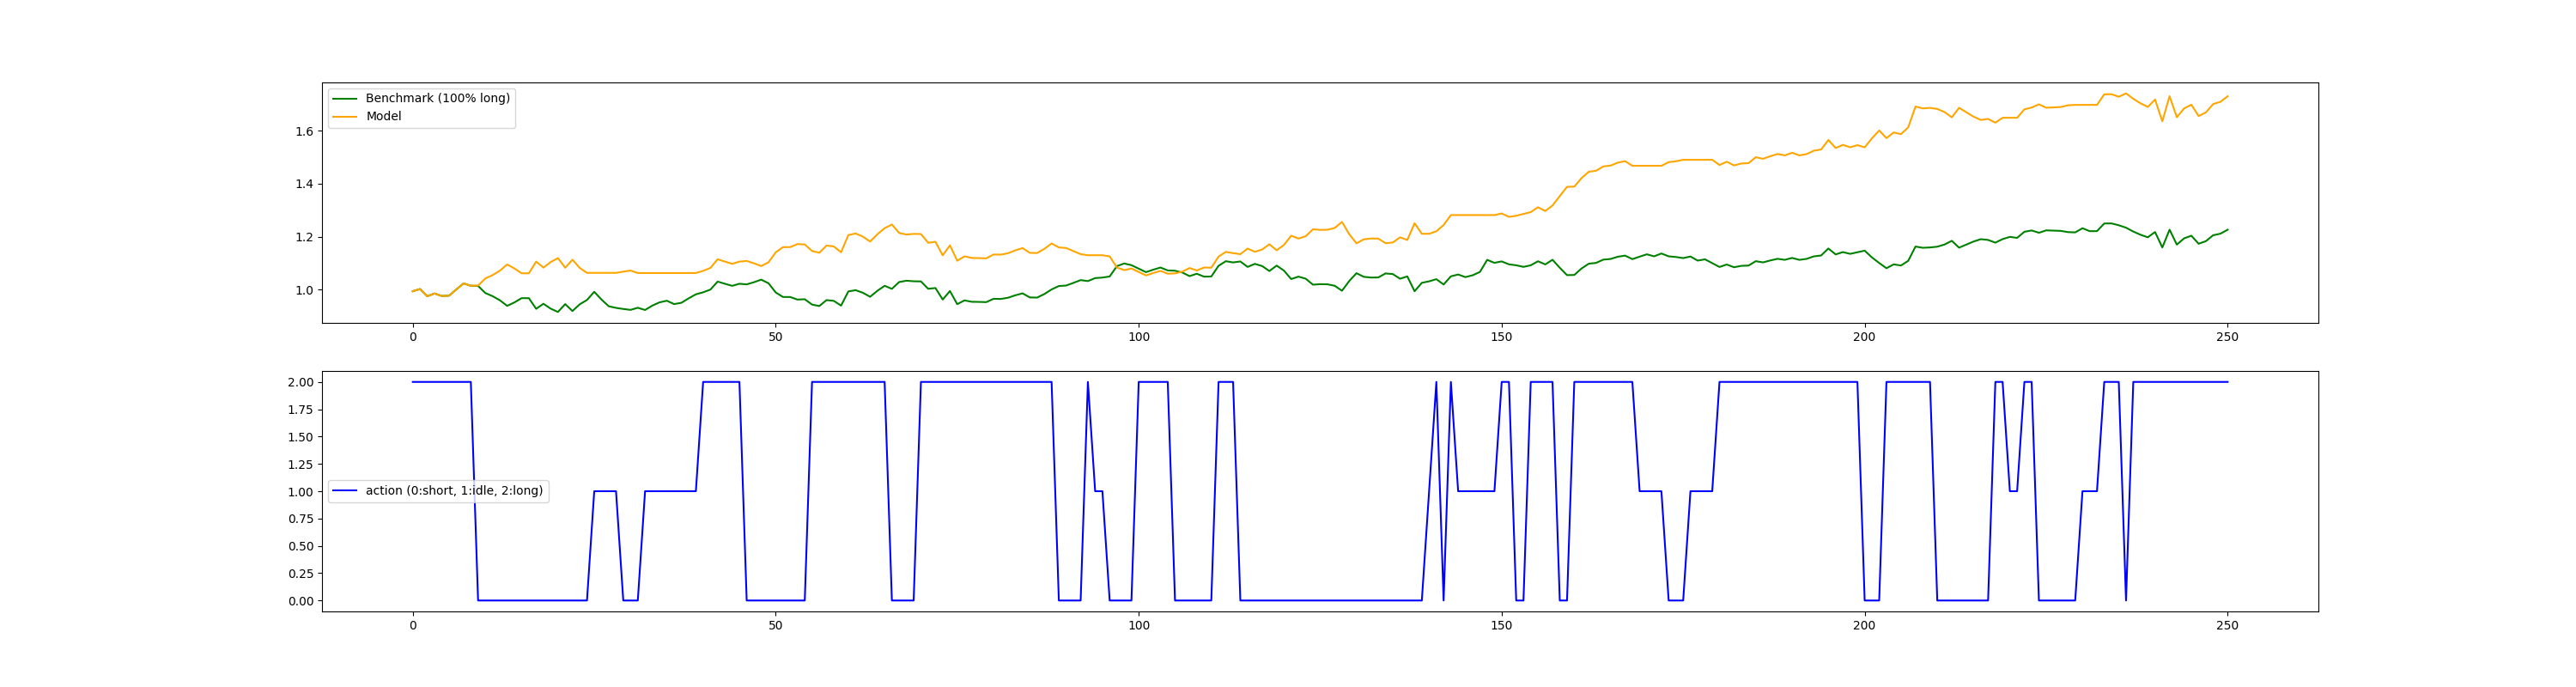 Benchmark (100% long)
Model
1.6
1.4
1.2
1.0
0 50 100 150 200 250
2.00
1.75
1.50
1.25
1.00
0.75
0.50
0.25
0.00
action (0:short, 1:idle, 2:long)
0 50 100 150 200 250